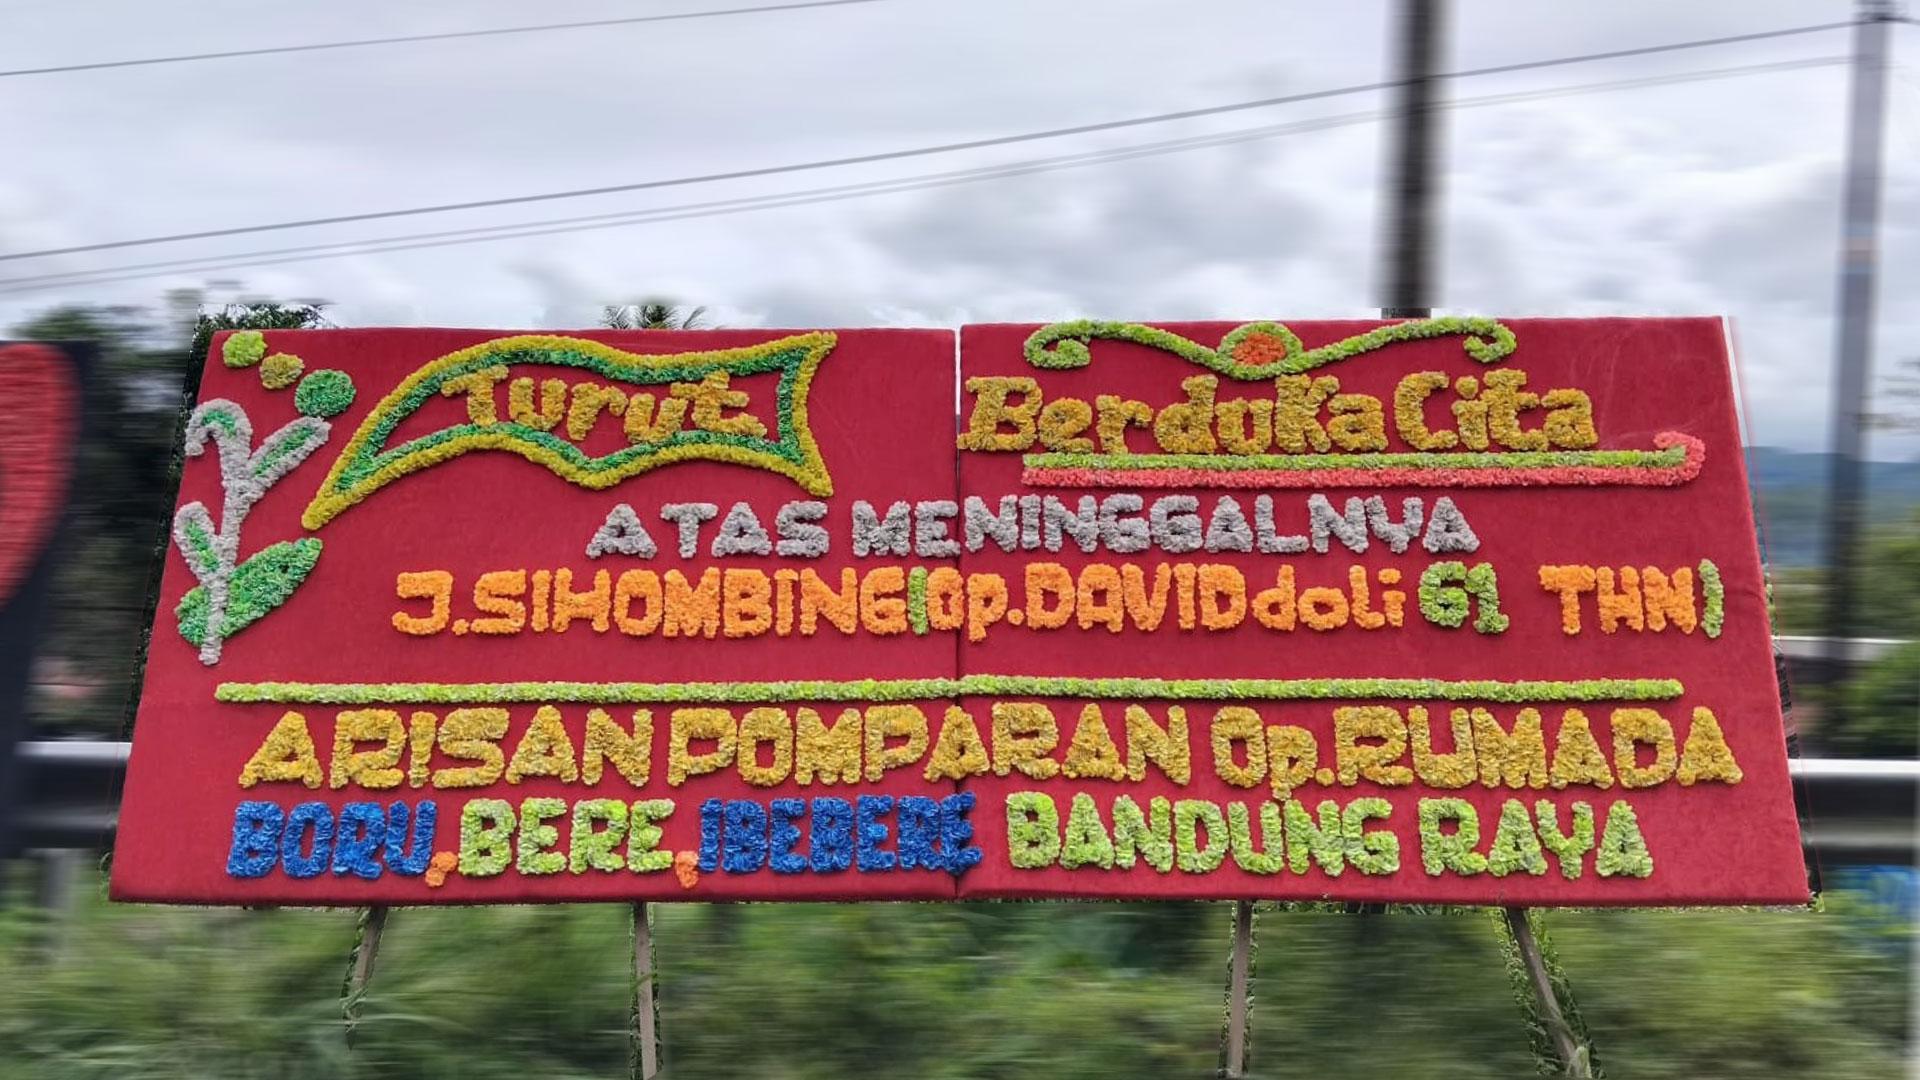 Turut Berduka Cita
ATAS MENINGGALNYA
J.SIHOMBING(Op.DAVID doli 61 THN)
ARISAN POMPARAN Op.RUMADA
BORU,BERE,IBEBERE BANDUNG RAYA